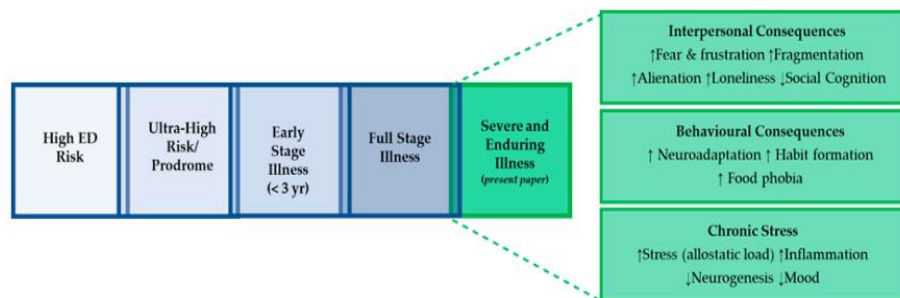 High ED
Risk
Ultra-High
Risk/
Prodrome
Early
Stage
Illness
(< 3 yr)
Full Stage
Illness
Severe and
Enduring
Illness
(present paper)
Interpersonal Consequences
↑Fear & frustration ↑Fragmentation
↑Alienation ↑Loneliness ↓Social Cognition
Behavioural Consequences
↑ Neuroadaptation ↑ Habit formation
↑ Food phobia
Chronic Stress
↑Stress (allostatic load) ↑Inflammation
↓Neurogenesis ↓Mood